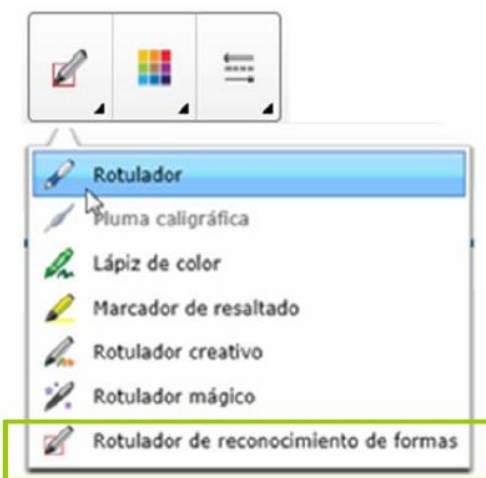 Rotulador
Pluma caligráfica
Lápiz de color
Marcador de resaltado
Rotulador creativo
Rotulador mágico
Rotulador de reconocimiento de formas